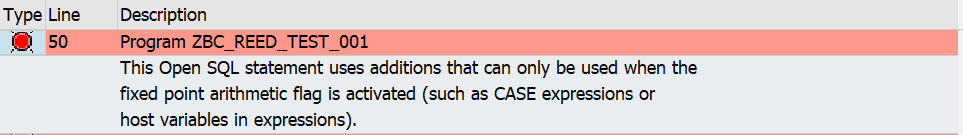 Type Line Description
50 Program ZBC_REED_TEST_001
This Open SQL statement uses additions that can only be used when the
fixed point arithmetic flag is activated (such as CASE expressions or
host variables in expressions).